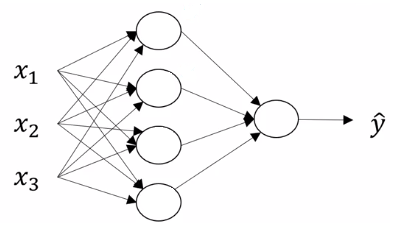 x₁
x₂
ŷ
x₃